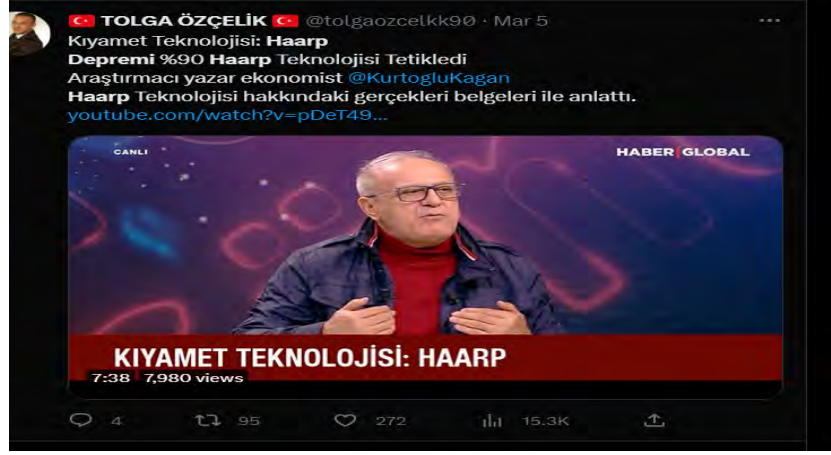 TOLGA ÖZÇELİK @tolgaozcelkk90 · Mar 5
Kıyamet Teknolojisi: Haarp
Depremi %90 Haarp Teknolojisi Tetikledi
Araştırmacı yazar ekonomist @KurtogluKagan
Haarp Teknolojisi hakkındaki gerçekleri belgeleri ile anlattı.
youtube.com/watch?v=pDeT49...
CANLI
HABER GLOBAL
KIYAMET TEKNOLOJİSİ: HAARP
7:38 7,980 views
4 95 272 15.3K